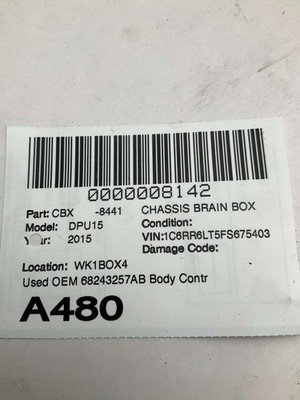 0000008142
Part: CBX -8441 CHASSIS BRAIN BOX
Model: DPU15 Condition:
Year: 2015 VIN:1C6RR6LT5FS675403
Damage Code:
Location: WK1BOX4
Used OEM 68243257AB Body Contr
A480